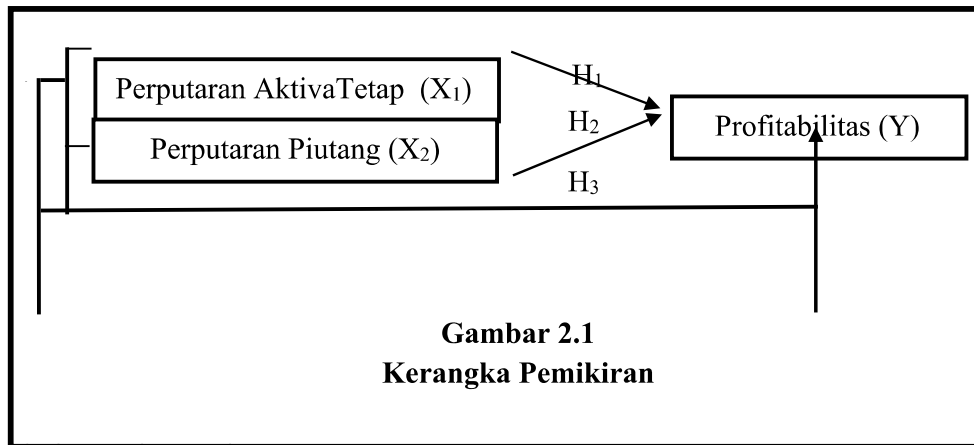 Perputaran AktivaTetap (X₁)
H₁
Perputaran Piutang (X₂)
H₂
Profitabilitas (Y)
H₃
Gambar 2.1
Kerangka Pemikiran